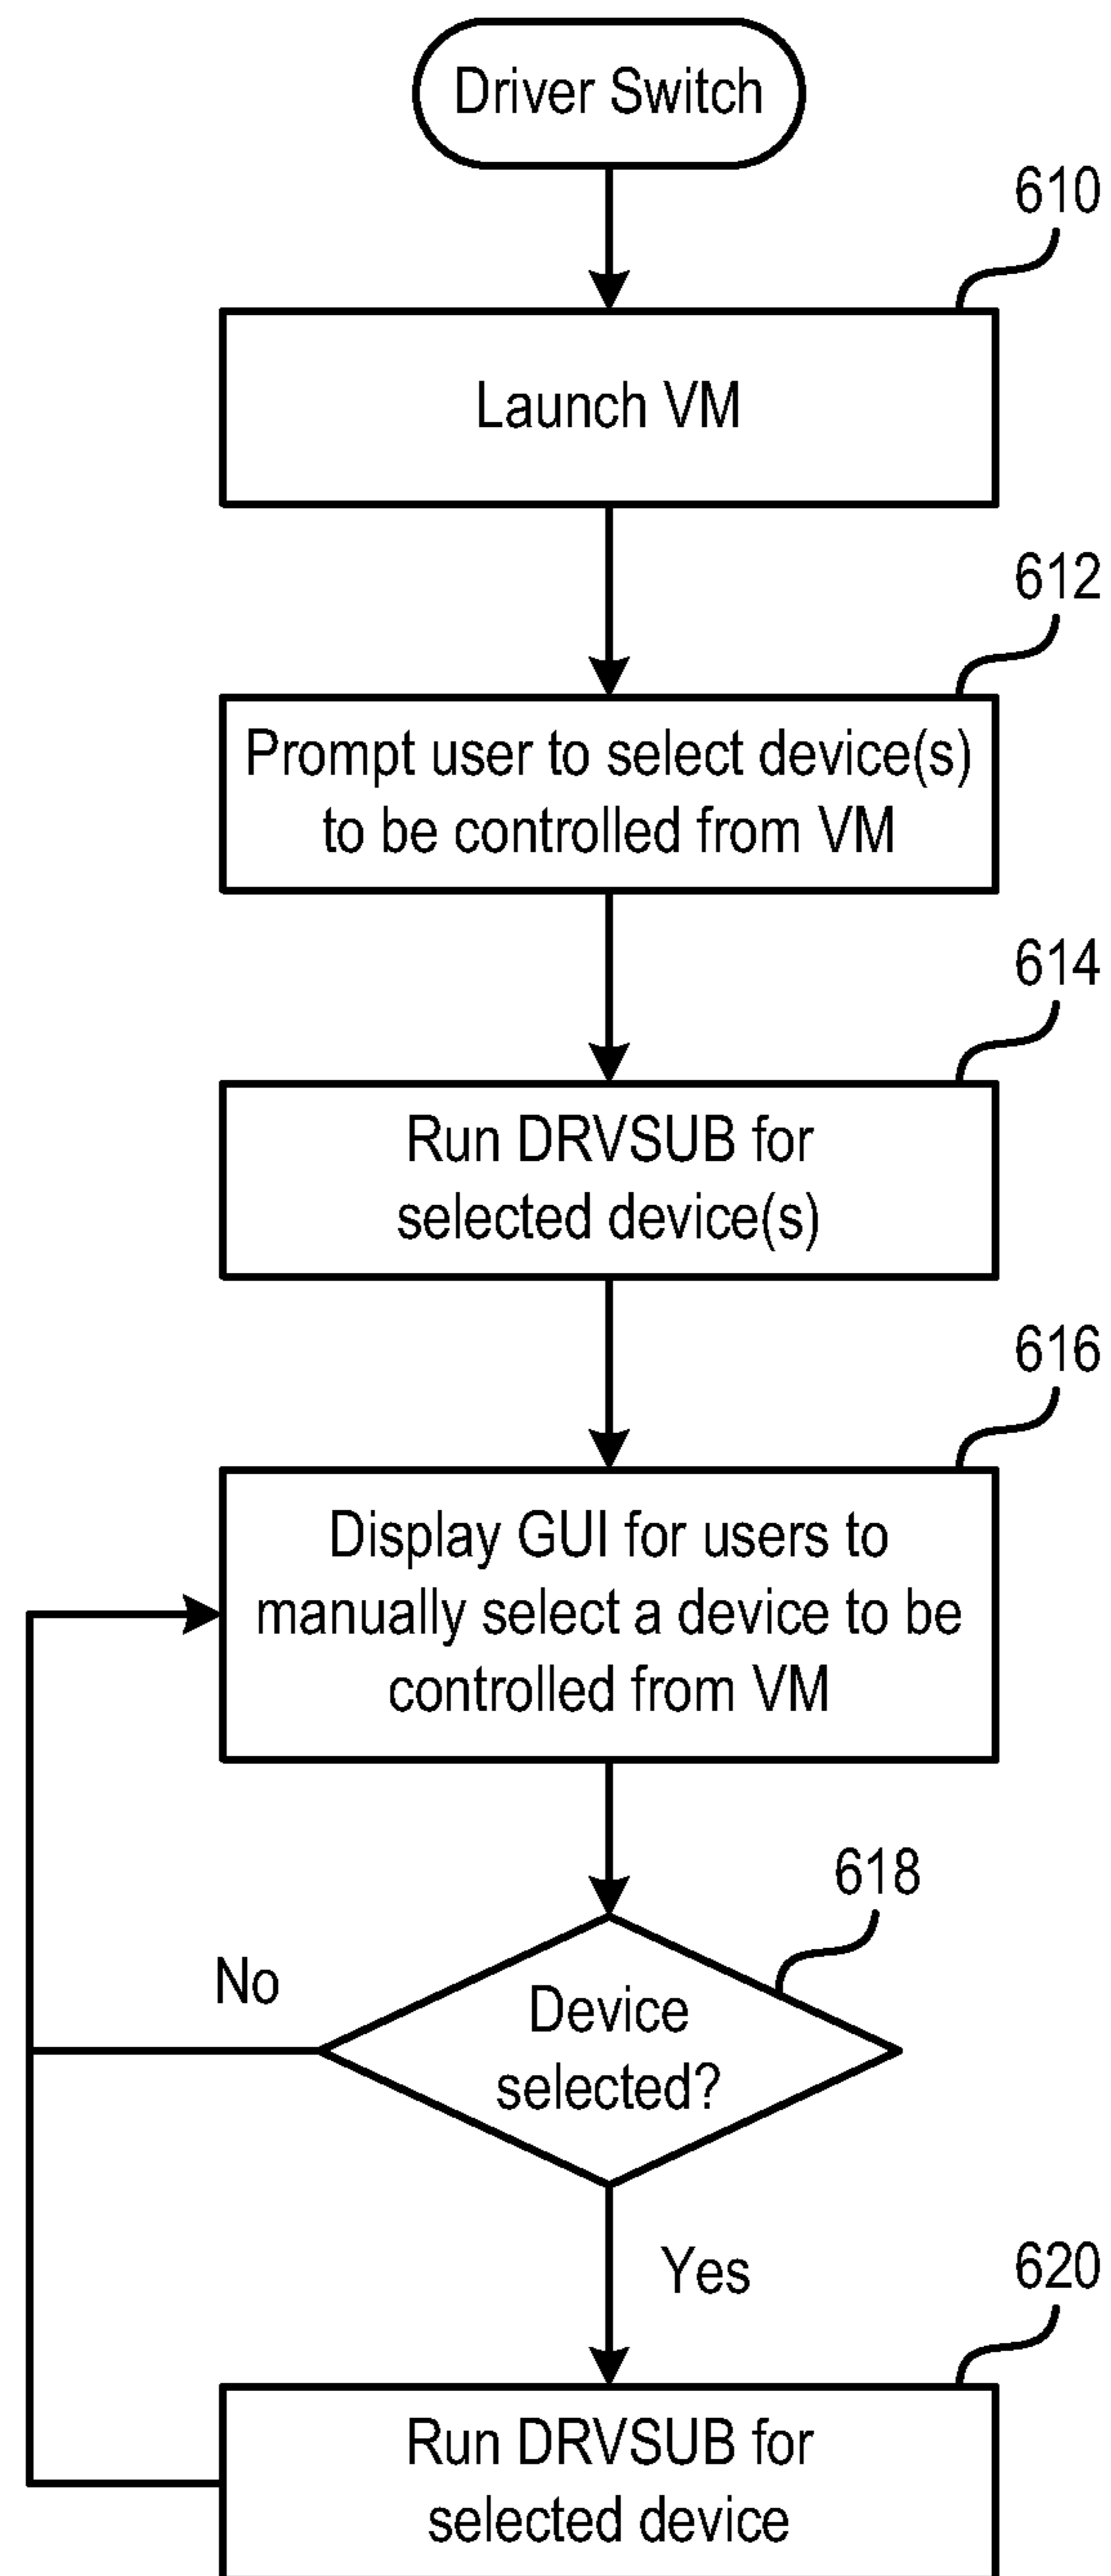 Driver Switch
610
Launch VM
612
Prompt user to select device(s)
to be controlled from VM
614
Run DRVSUB for
selected device(s)
616
Display GUI for users to
manually select a device to be
controlled from VM
618
No
Device
selected?
Yes
620
Run DRVSUB for
selected device